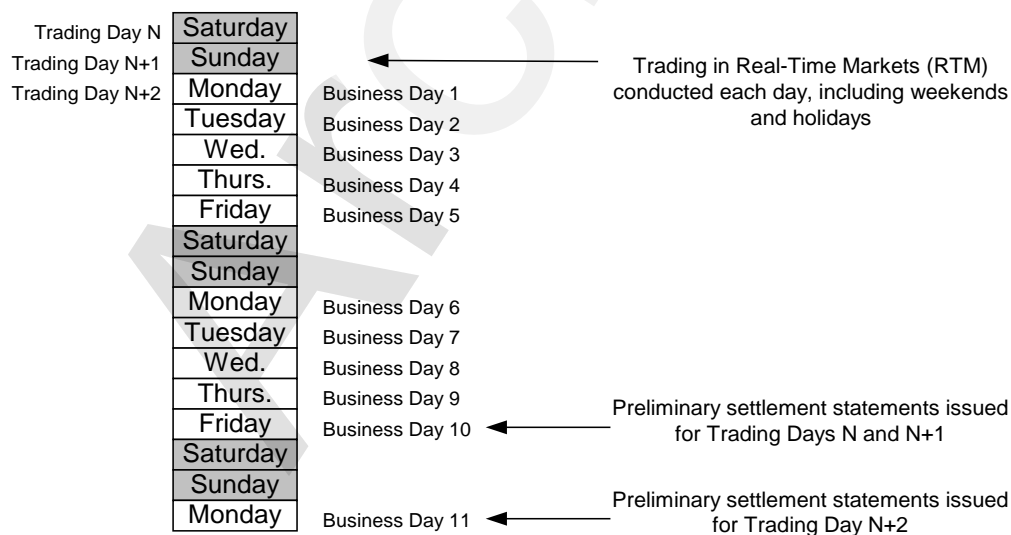 Trading Day N
Saturday
Trading Day N+1
Sunday
Trading in Real-Time Markets (RTM)
conducted each day, including weekends
and holidays
Trading Day N+2
Monday
Business Day 1
Tuesday
Business Day 2
Wed.
Business Day 3
Thurs.
Business Day 4
Friday
Business Day 5
Saturday
Sunday
Monday
Business Day 6
Tuesday
Business Day 7
Wed.
Business Day 8
Thurs.
Business Day 9
Friday
Business Day 10
Preliminary settlement statements issued
for Trading Days N and N+1
Saturday
Sunday
Monday
Business Day 11
Preliminary settlement statements issued
for Trading Day N+2